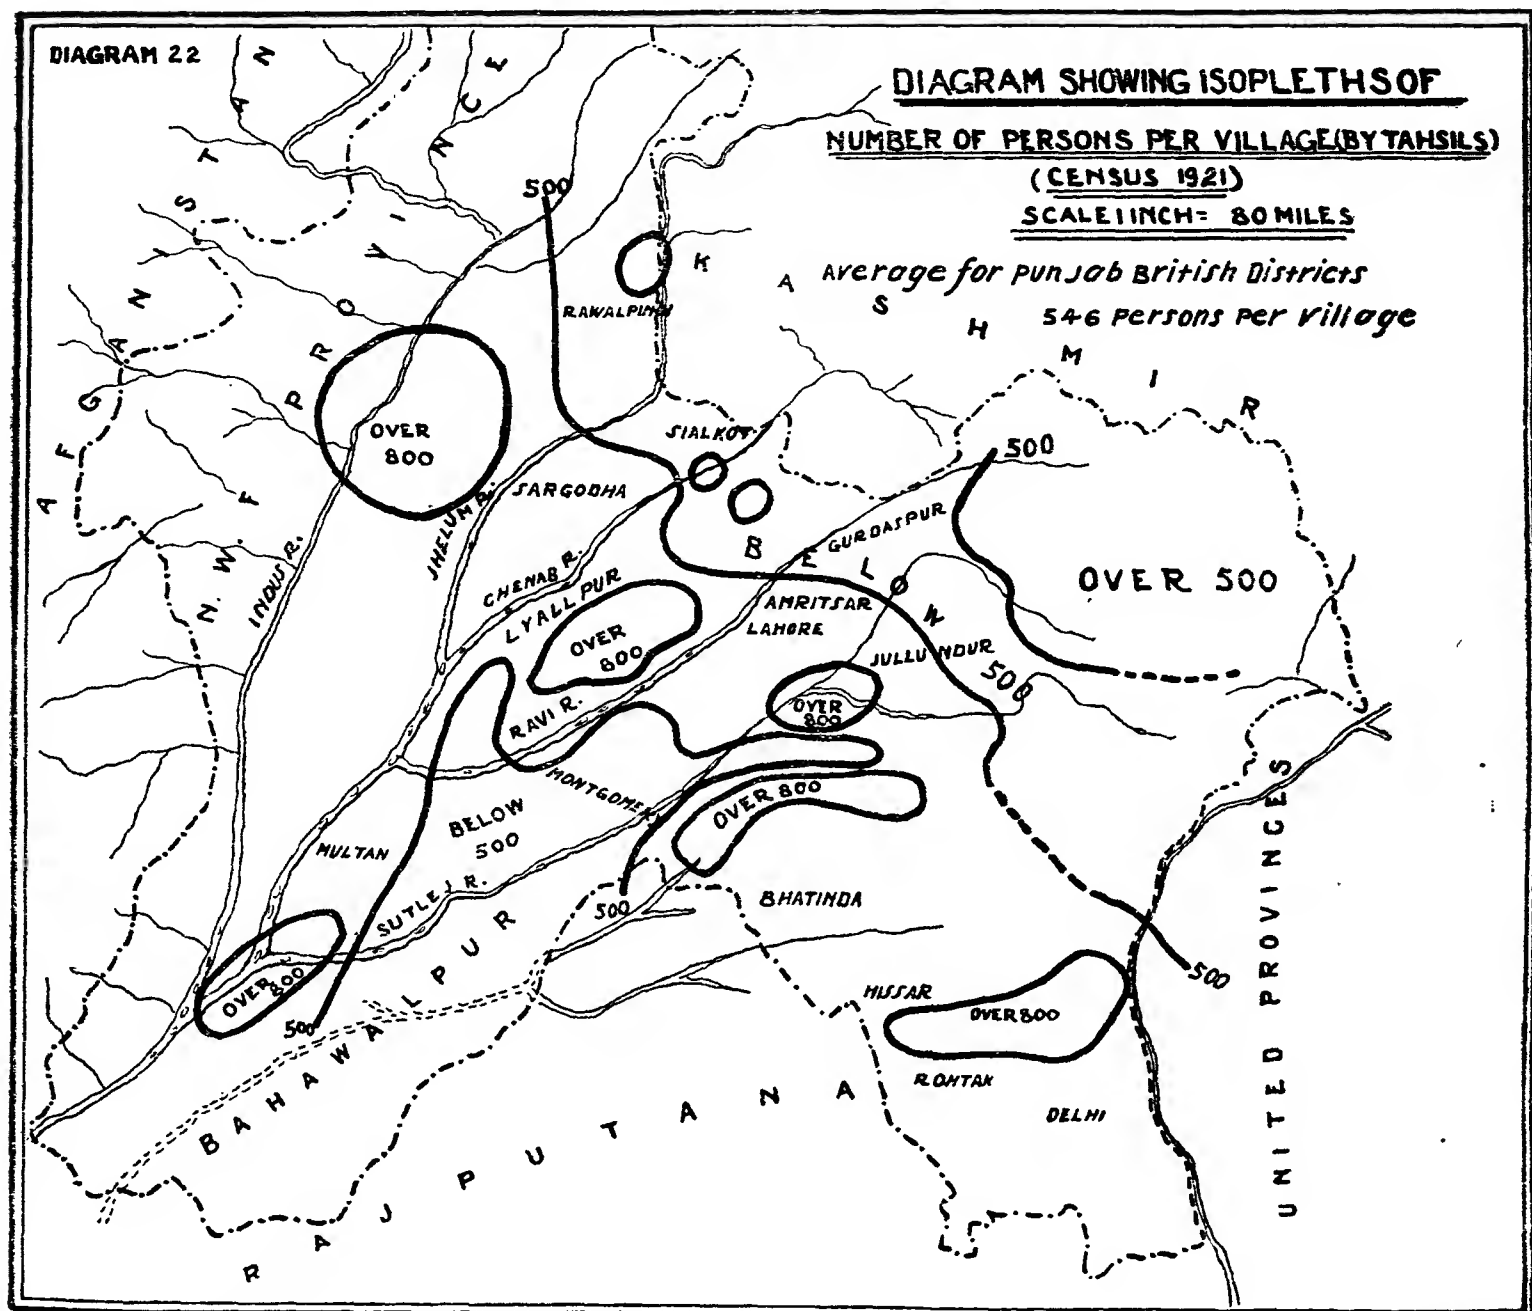 DIAGRAM 22
DIAGRAM SHOWING ISOPLETHS OF
NUMBER OF PERSONS PER VILLAGE (BY TAHSILS)
(CENSUS 1921)
SCALE 1 INCH = 80 MILES
Average for Punjab British Districts
546 Persons Per Village
AFGANISTAN
N. W. F. PROVINCE
KASHMIR
500
RAWALPINDI
OVER
800
SIALKOT
500
SARGODHA
JHELUM R.
GURDASPUR
BELOW
INDUS R.
CHENAB R.
LYALLPUR
OVER 500
AMRITSAR
LAHORE
OVER
800
JULLUNDUR
500
RAVI R.
OVER
800
MONTGOMERY
OVER 800
BELOW
500
MULTAN
SUTLEJ R.
500
BHATINDA
UNITED PROVINCES
OVER 800
500
BAHAWALPUR
HISSAR
OVER 800
500
ROHTAK
DELHI
RAJPUTANA